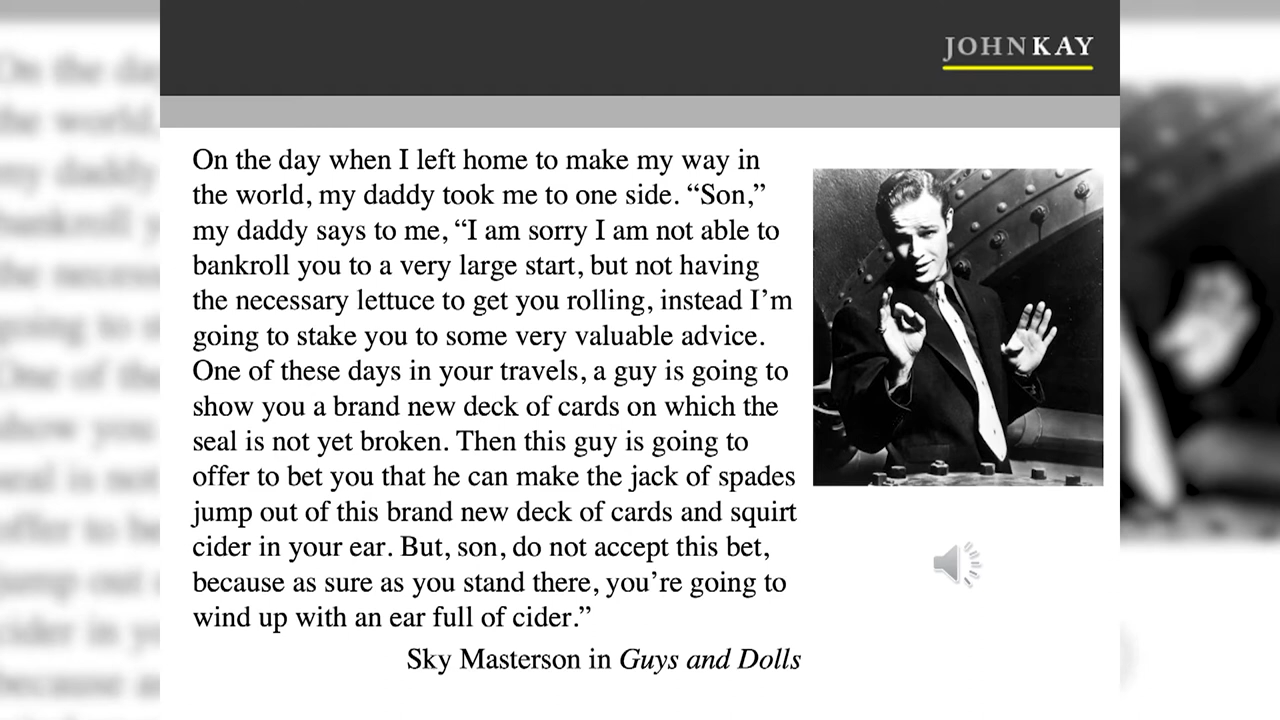 JOHNKAY
On the day when I left home to make my way in
the world, my daddy took me to one side. “Son,”
my daddy says to me, “I am sorry I am not able to
bankroll you to a very large start, but not having
the necessary lettuce to get you rolling, instead I’m
going to stake you to some very valuable advice.
One of these days in your travels, a guy is going to
show you a brand new deck of cards on which the
seal is not yet broken. Then this guy is going to
offer to bet you that he can make the jack of spades
jump out of this brand new deck of cards and squirt
cider in your ear. But, son, do not accept this bet,
because as sure as you stand there, you’re going to
wind up with an ear full of cider.”
Sky Masterson in Guys and Dolls